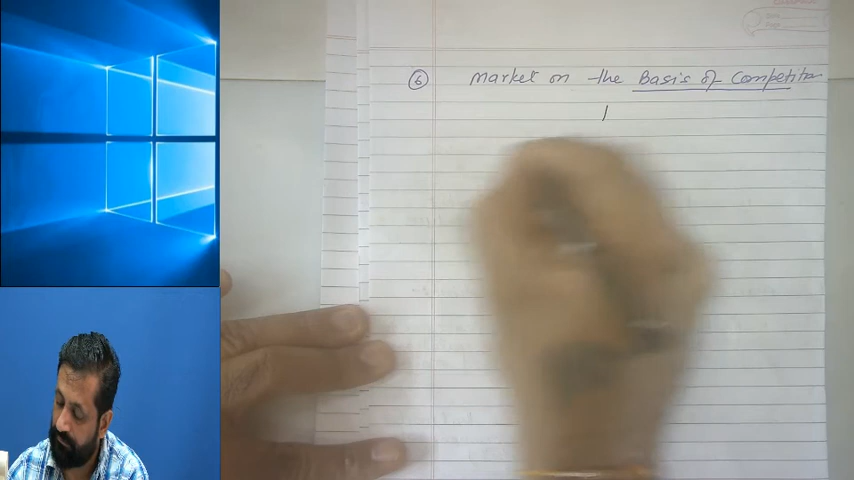 ⑥ Market on the Basis of Competition